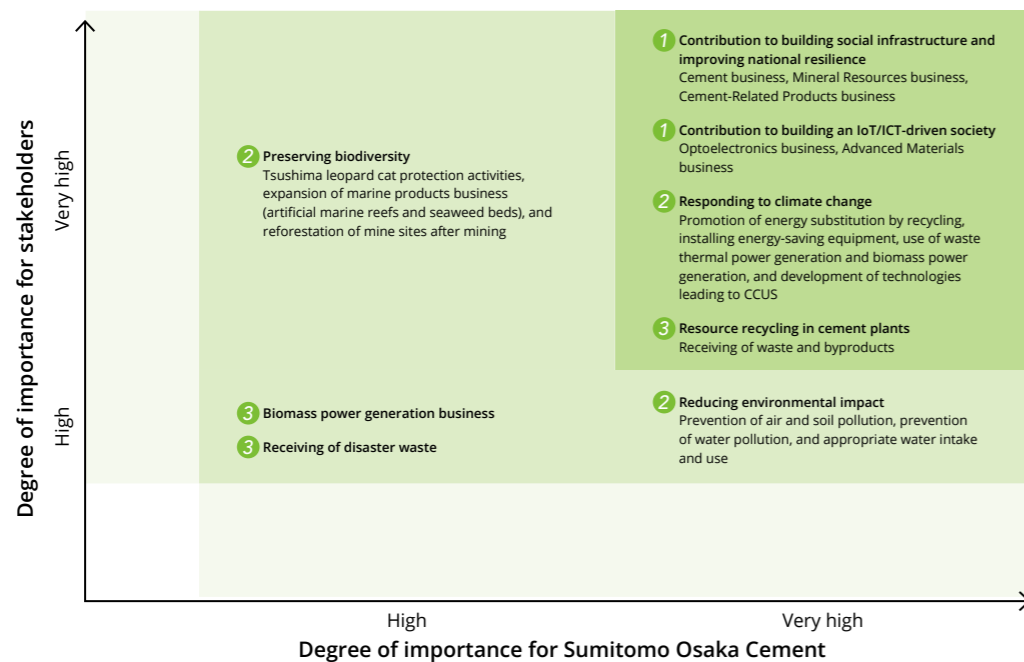 Degree of importance for stakeholders
Very high
High
2 Preserving biodiversity
Tsushima leopard cat protection activities,
expansion of marine products business
(artificial marine reefs and seaweed beds), and
reforestation of mine sites after mining
1 Contribution to building social infrastructure and
improving national resilience
Cement business, Mineral Resources business,
Cement-Related Products business
1 Contribution to building an IoT/ICT-driven society
Optoelectronics business, Advanced Materials
business
2 Responding to climate change
Promotion of energy substitution by recycling,
installing energy-saving equipment, use of waste
thermal power generation and biomass power
generation, and development of technologies
leading to CCUS
3 Resource recycling in cement plants
Receiving of waste and byproducts
3 Biomass power generation business
3 Receiving of disaster waste
2 Reducing environmental impact
Prevention of air and soil pollution, prevention
of water pollution, and appropriate water intake
and use
High
Very high
Degree of importance for Sumitomo Osaka Cement